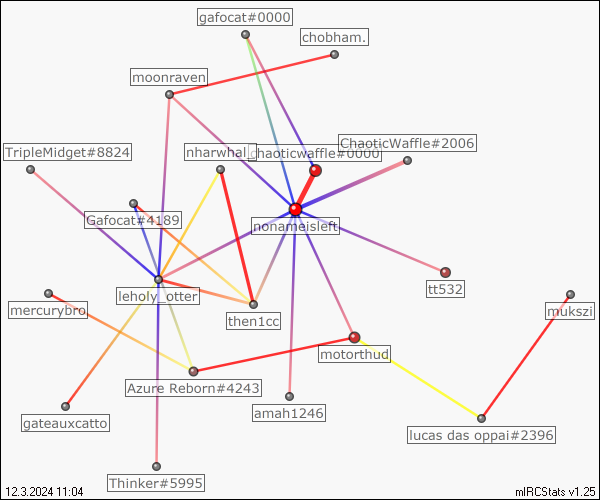 gafocat#0000
chobham.
moonraven
ChaoticWaffle#2006
TripleMidget#8824
nharwhal_
chaoticwaffle#0000
Gafocat#4189
nonameisleft
tt532
leholy_otter
mercurybro
mukszi
then1cc
motorthud
Azure Reborn#4243
amah1246
gateauxcatto
lucas das oppai#2396
Thinker#5995
12.3.2024 11:04
mIRCStats v1.25